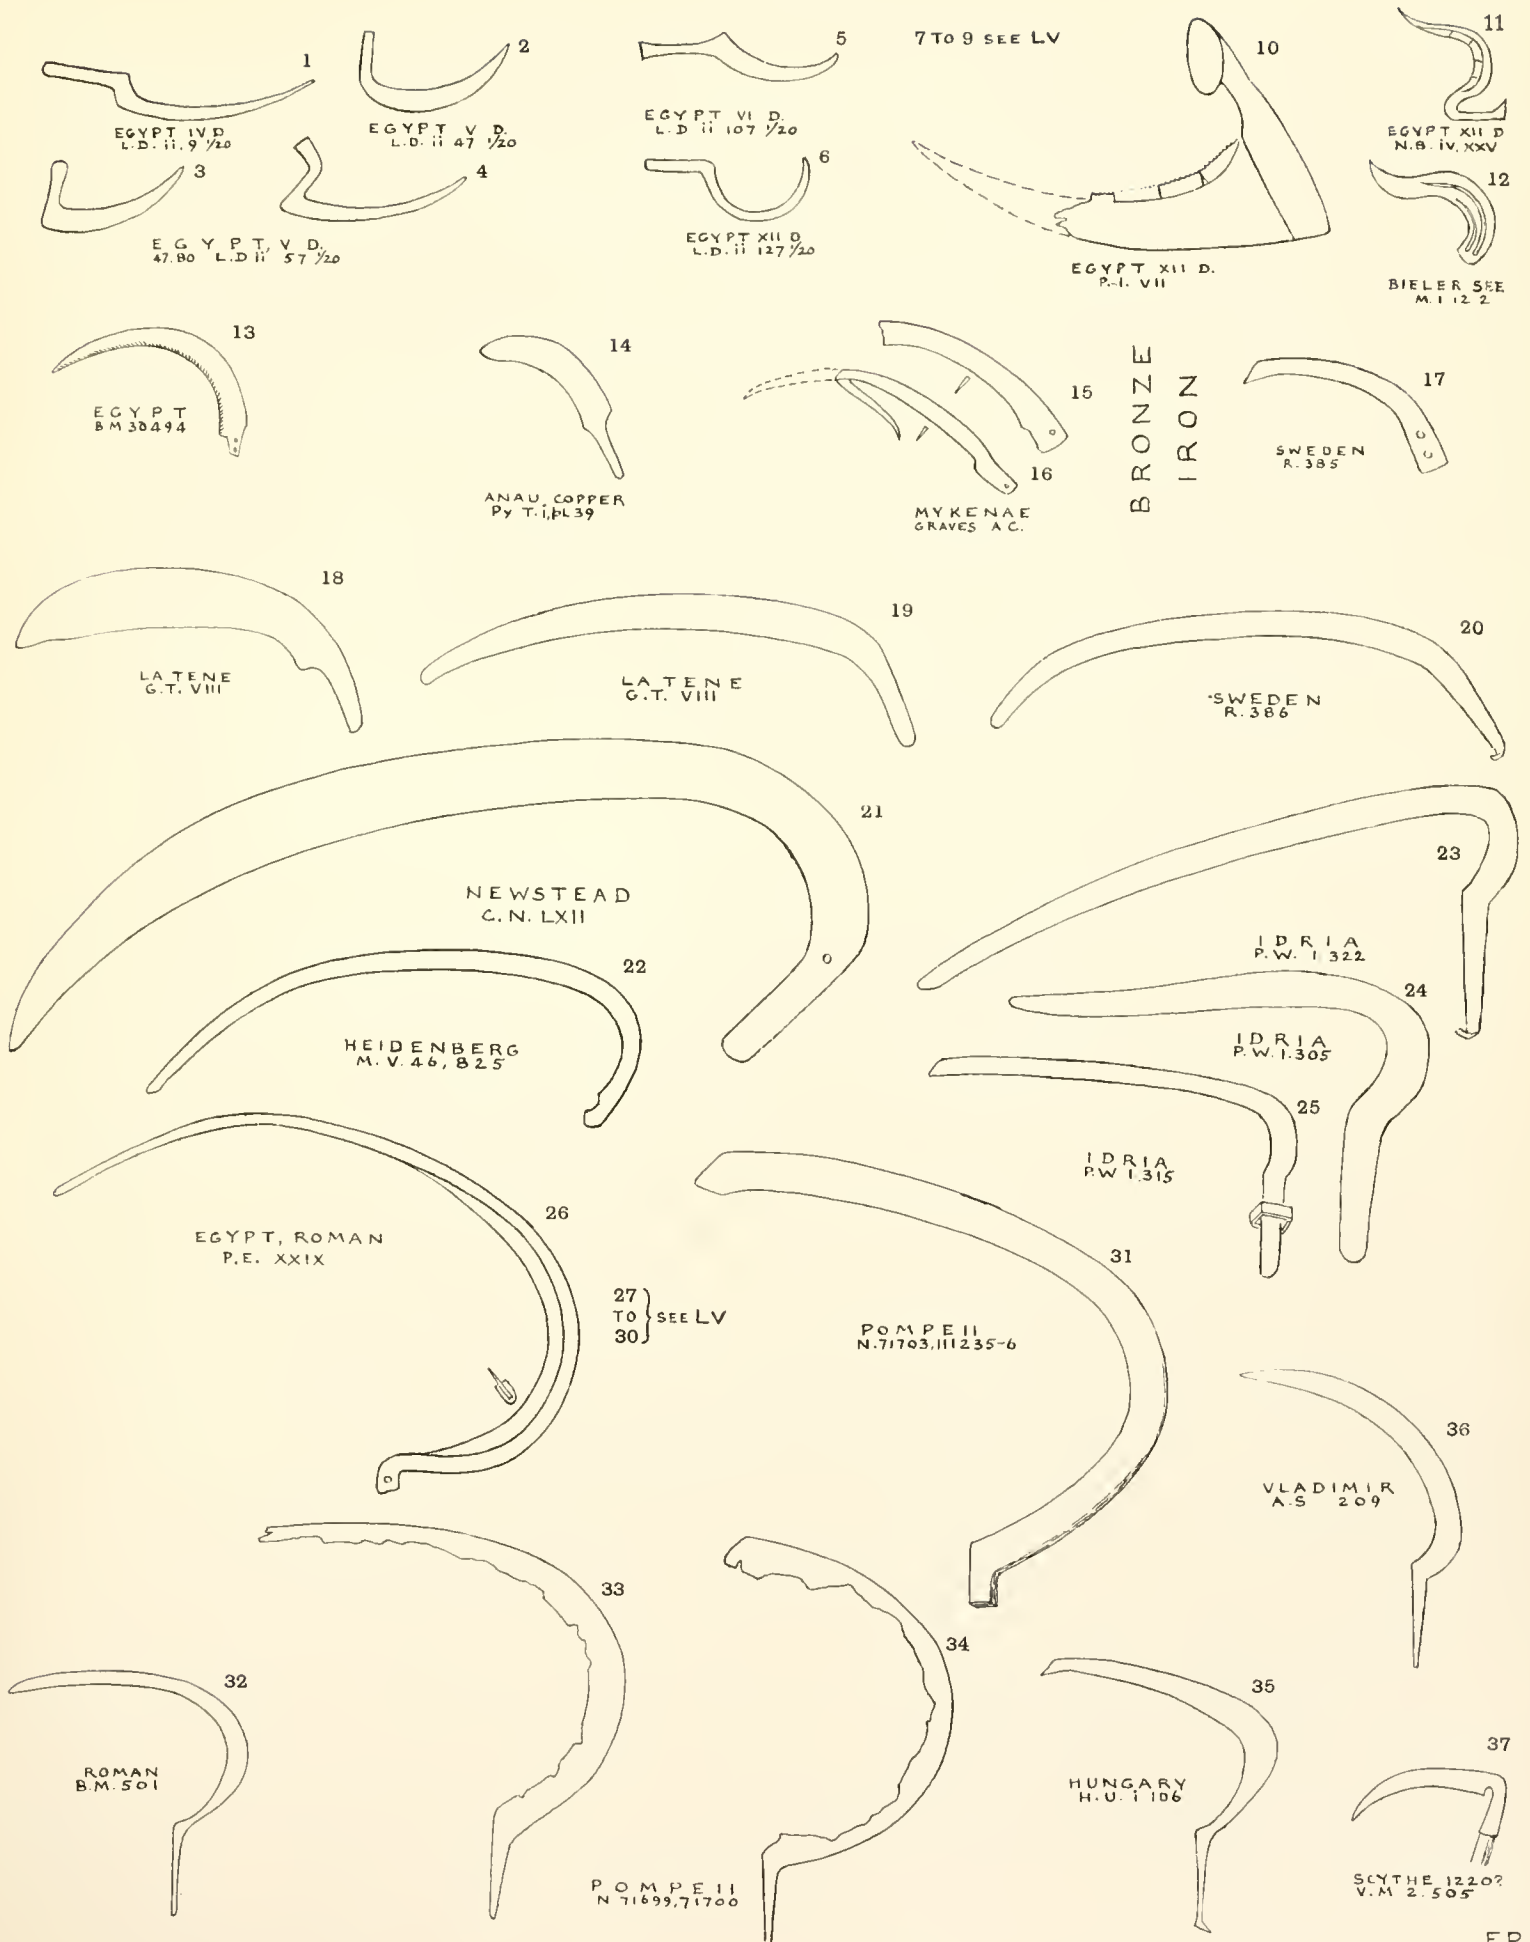 1
EGYPT IV D.
L.D. ii. 9 1/20
2
EGYPT V D.
L.D. ii 47 1/20
3
4
EGYPT, V D.
47.80 L.D ii 57 1/20
5
EGYPT VI D.
L.D ii 107 1/20
6
EGYPT XII D
L.D. ii 127 1/20
7 TO 9 SEE LV
10
EGYPT XII D.
P.-I. VII
11
EGYPT XII D
N.B. iv. XXV
12
BIELER SEE
M. I 12 2
13
EGYPT
BM 30494
14
ANAU, COPPER
Py T. i, pL 39
15
16
MYKENAE
GRAVES A C.
BRONZE
IRON
17
SWEDEN
R. 385
18
LA TENE
G.T. VIII
19
LA TENE
G.T. VIII
20
SWEDEN
R. 386
21
NEWSTEAD
C. N. LXII
22
HEIDENBERG
M. V. 46, 825
23
IDRIA
P.W. I 322
24
IDRIA
P.W. I.305
25
IDRIA
P.W I.315
26
EGYPT, ROMAN
P.E. XXIX
27
TO } SEE LV
30
31
POMPEII
N.71703,111235-6
36
VLADIMIR
A.S 209
32
ROMAN
B.M. 501
33
34
POMPEII
N 71699,71700
35
HUNGARY
H.U. i 106
37
SCYTHE 1220?
V.M 2.505
F.P.